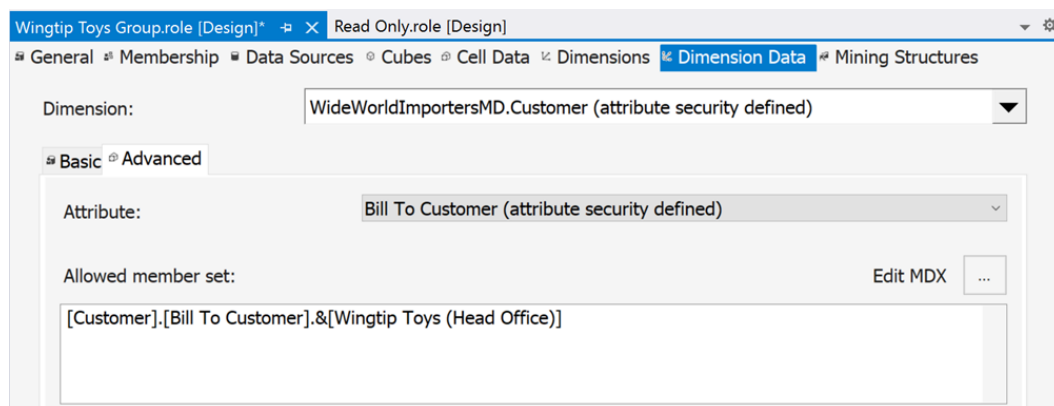 Wingtip Toys Group.role [Design]* Read Only.role [Design]
General Membership Data Sources Cubes Cell Data Dimensions Dimension Data Mining Structures
Dimension: WideWorldImportersMD.Customer (attribute security defined)
Basic Advanced
Attribute: Bill To Customer (attribute security defined)
Allowed member set: Edit MDX ...
[Customer].[Bill To Customer].&[Wingtip Toys (Head Office)]